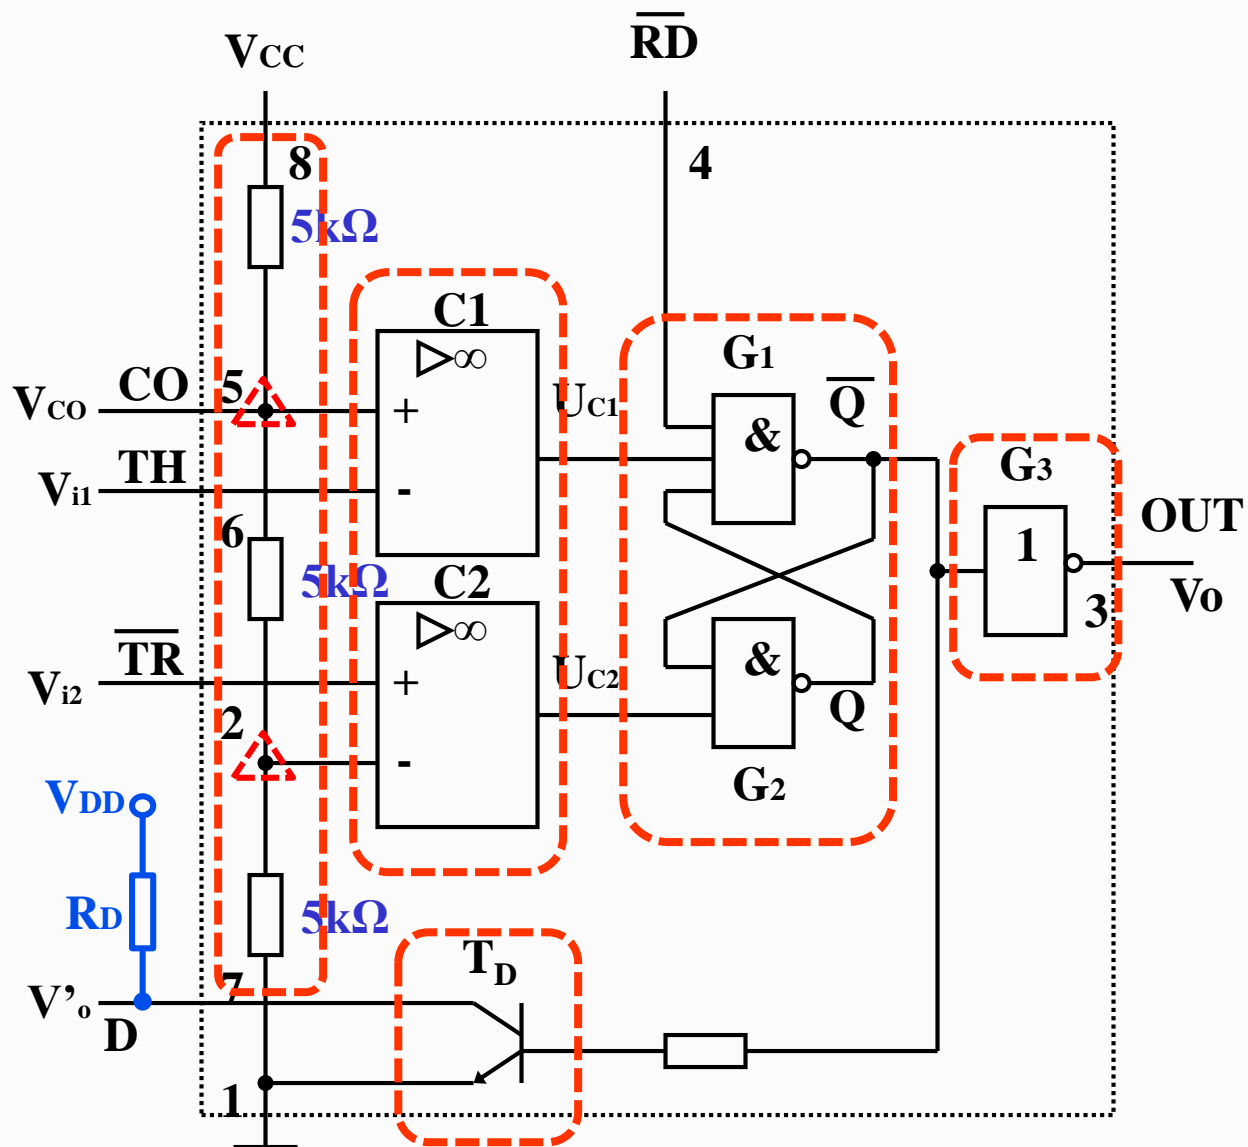 VCC
RD
8
4
5kΩ
C1
▷∞
G1
CO
5
VCO
+
UC1
&
Q
TH
Vi1
-
G3
OUT
6
1
5kΩ
C2
▷∞
Vo
3
TR
Vi2
+
UC2
&
Q
2
-
G2
VDD
RD
5kΩ
TD
7
V’o
D
1